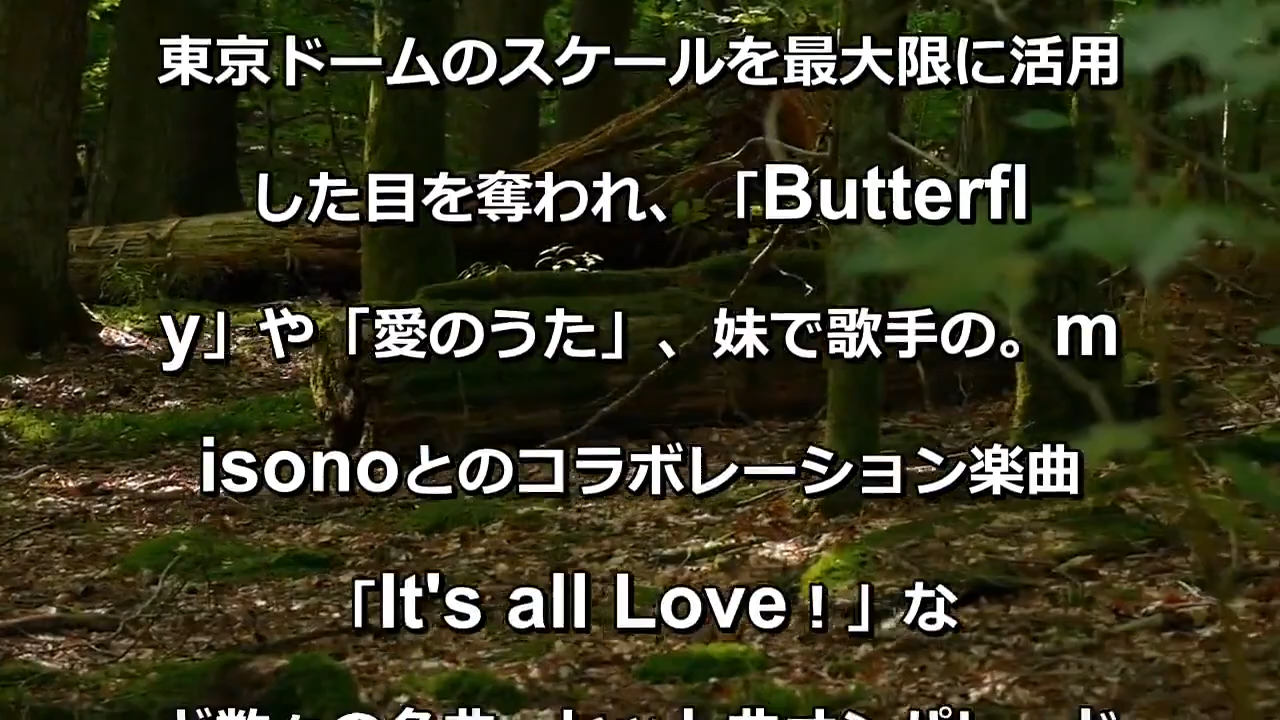 東京ドームのスケールを最大限に活用
した目を奪われ、「Butterfl
y」や「愛のうた」、妹で歌手の。m
isonoとのコラボレーション楽曲
「It's all Love！」な